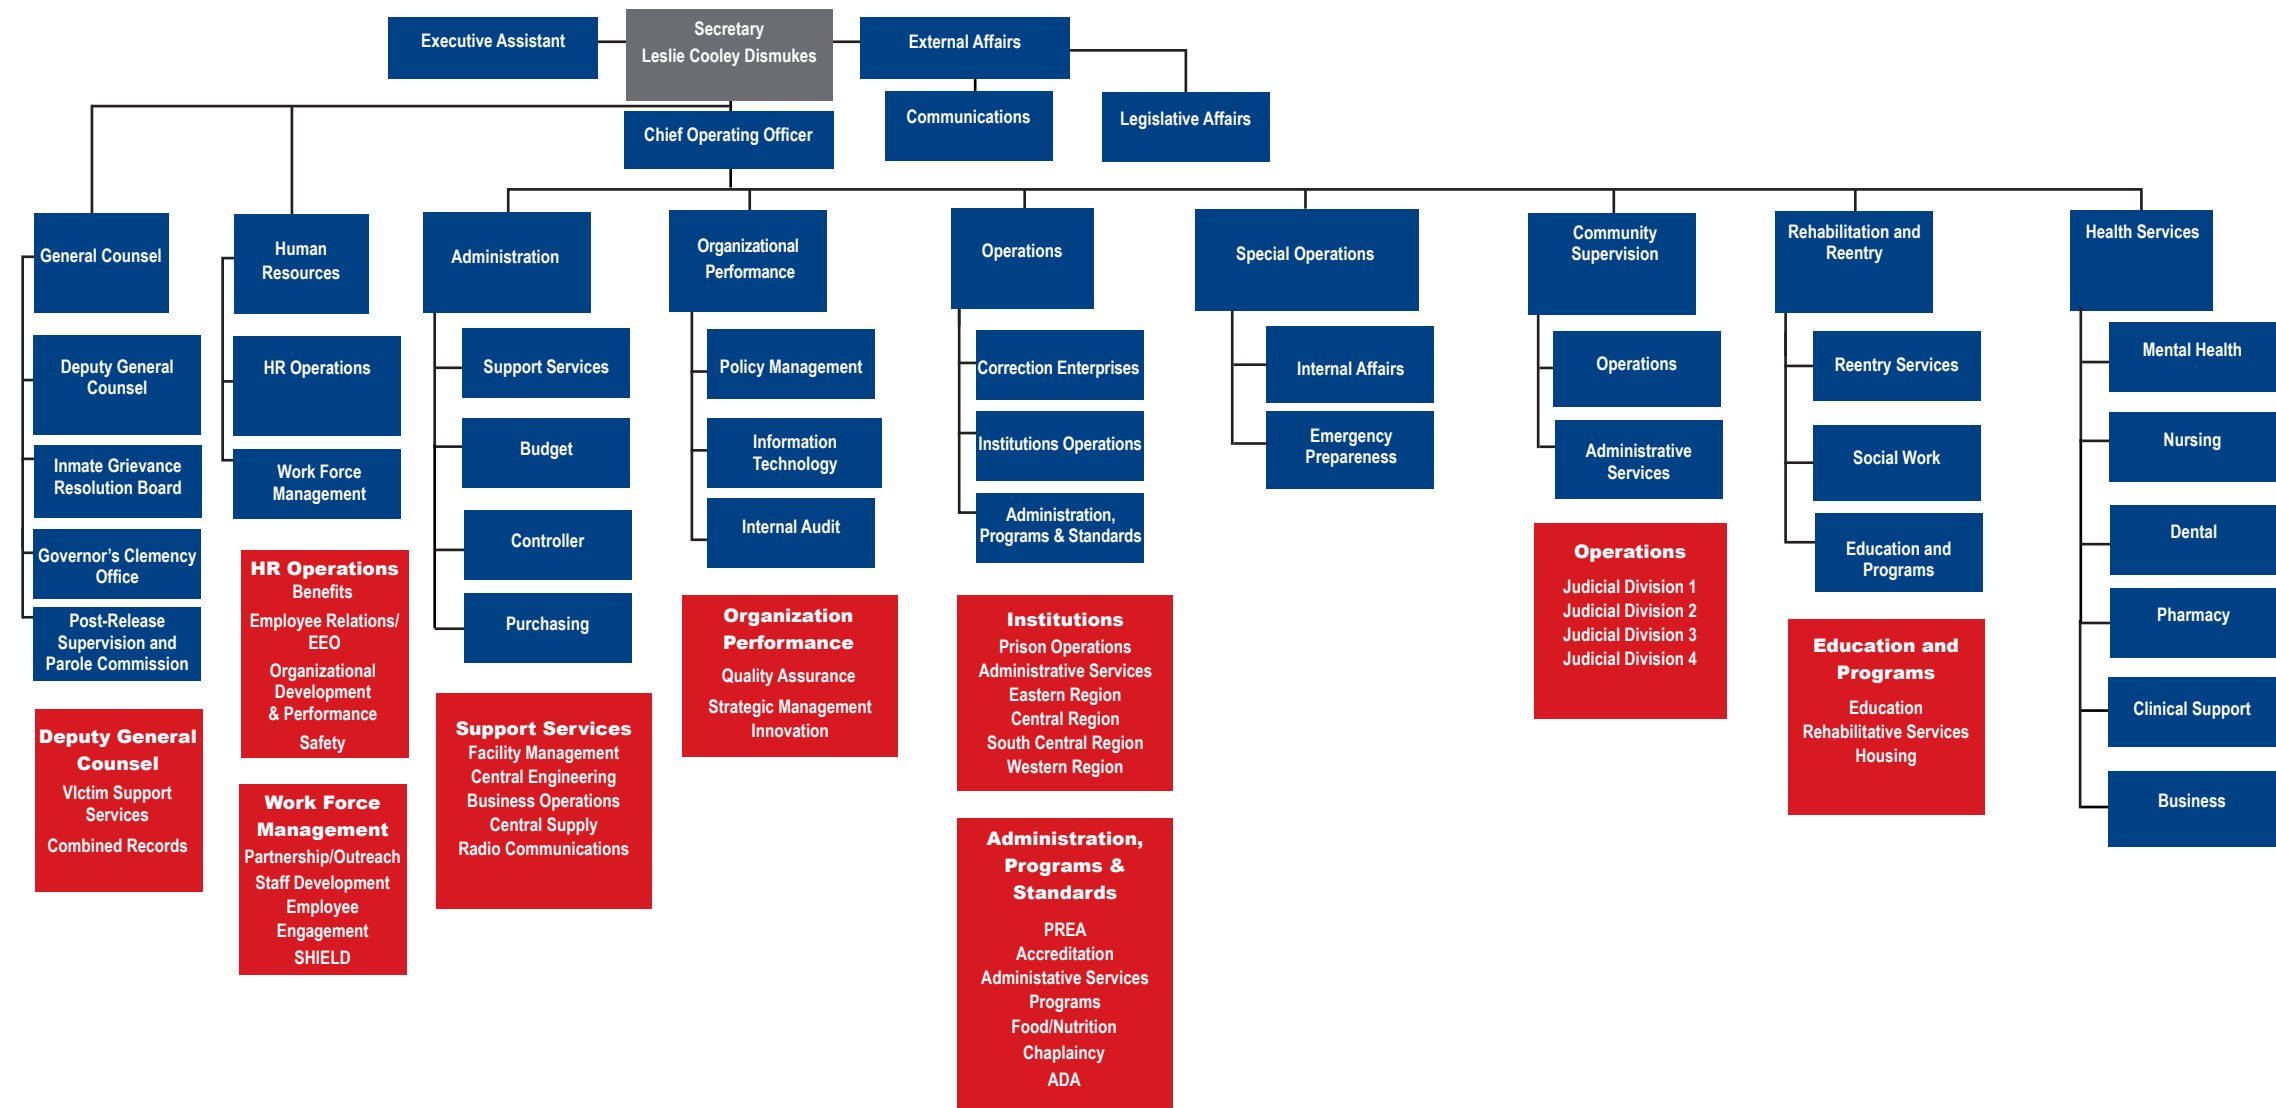 Executive Assistant
Secretary
Leslie Cooley Dismukes
External Affairs
Communications
Legislative Affairs
Chief Operating Officer
General Counsel
Deputy General
Counsel
Inmate Grievance
Resolution Board
Governor’s Clemency
Office
Post-Release
Supervision and
Parole Commission
Deputy General
Counsel
VIctim Support
Services
Combined Records
Human
Resources
HR Operations
Work Force
Management
HR Operations
Benefits
Employee Relations/
EEO
Organizational
Development
& Performance
Safety
Work Force
Management
Partnership/Outreach
Staff Development
Employee
Engagement
SHIELD
Administration
Support Services
Budget
Controller
Purchasing
Support Services
Facility Management
Central Engineering
Business Operations
Central Supply
Radio Communications
Organizational
Performance
Policy Management
Information
Technology
Internal Audit
Organization
Performance
Quality Assurance
Strategic Management
Innovation
Operations
Correction Enterprises
Institutions Operations
Administration,
Programs & Standards
Institutions
Prison Operations
Administrative Services
Eastern Region
Central Region
South Central Region
Western Region
Administration,
Programs &
Standards
PREA
Accreditation
Administative Services
Programs
Food/Nutrition
Chaplaincy
ADA
Special Operations
Internal Affairs
Emergency
Prepareness
Community
Supervision
Operations
Administrative
Services
Operations
Judicial Division 1
Judicial Division 2
Judicial Division 3
Judicial Division 4
Rehabilitation and
Reentry
Reentry Services
Social Work
Education and
Programs
Education and
Programs
Education
Rehabilitative Services
Housing
Health Services
Mental Health
Nursing
Dental
Pharmacy
Clinical Support
Business